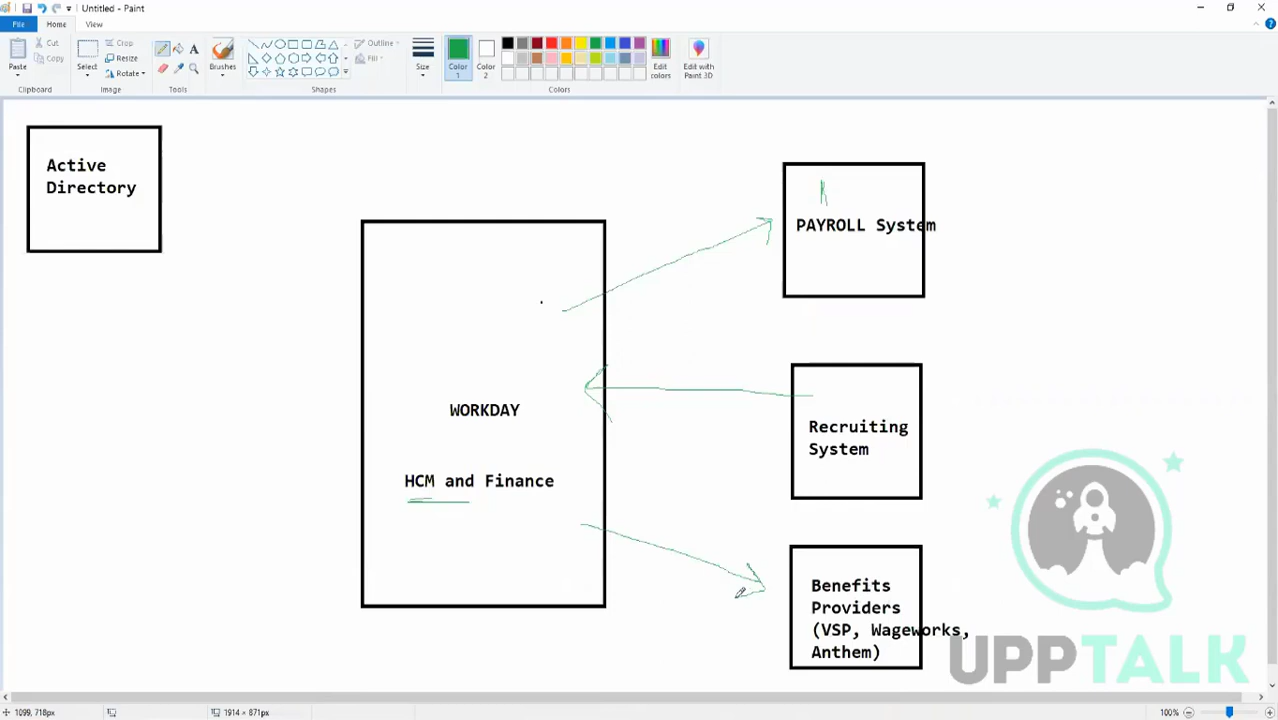 Untitled - Paint
File Home View
Paste
Cut
Copy
Clipboard
Select
Crop
Resize
Rotate
Image
A
Tools
Brushes
Outline
Fill
Shapes
Size
Color 1
Color 2
Edit colors
Edit with Paint 3D
Colors
Active
Directory
WORKDAY
HCM and Finance
PAYROLL System
Recruiting
System
Benefits
Providers
(VSP, Wageworks,
Anthem)
UPPTALK
1099, 718px
1914 × 871px
100%